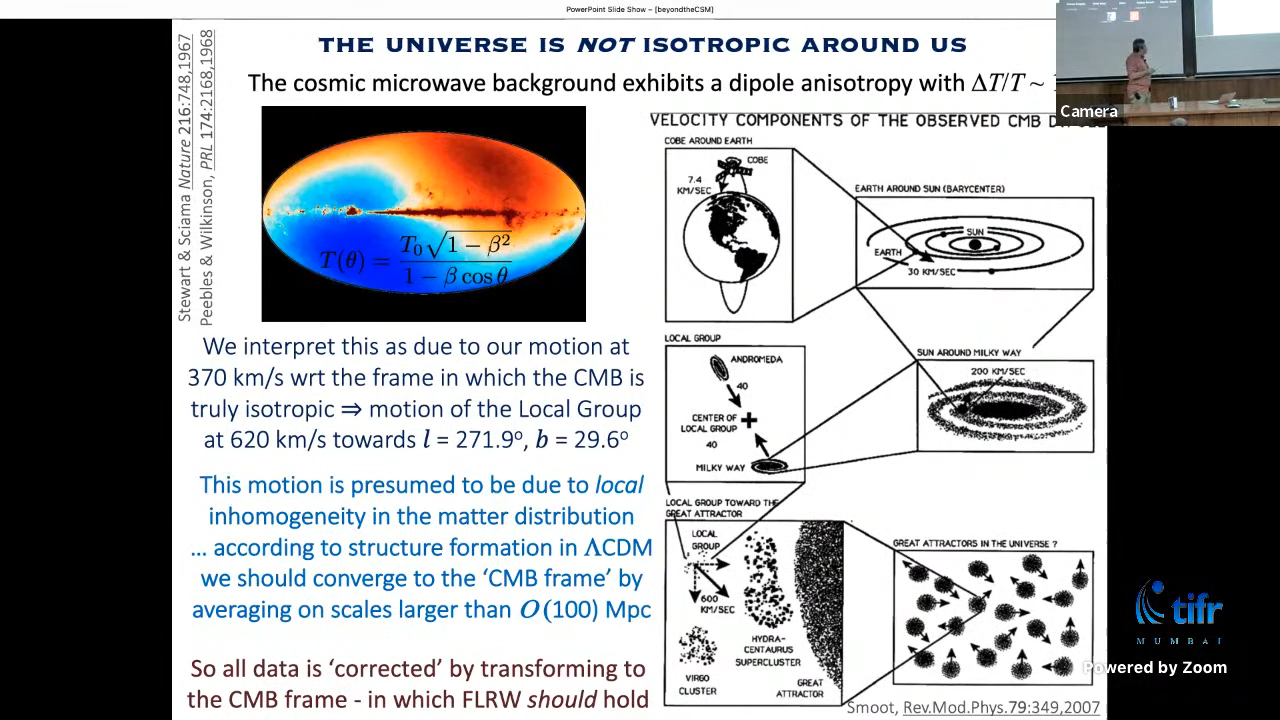 PowerPoint Slide Show – [beyondtheCSM]
THE UNIVERSE IS NOT ISOTROPIC AROUND US
The cosmic microwave background exhibits a dipole anisotropy with ΔT/T ~
Stewart & Sciama Nature 216:748,1967
Peebles & Wilkinson, PRL 174:2168,1968
T(θ) = T₀√(1 − β²) / (1 − β cos θ)
We interpret this as due to our motion at
370 km/s wrt the frame in which the CMB is
truly isotropic ⇒ motion of the Local Group
at 620 km/s towards l = 271.9º, b = 29.6º
This motion is presumed to be due to local
inhomogeneity in the matter distribution
... according to structure formation in ΛCDM
we should converge to the ‘CMB frame’ by
averaging on scales larger than O(100) Mpc
So all data is ‘corrected’ by transforming to
the CMB frame - in which FLRW should hold
VELOCITY COMPONENTS OF THE OBSERVED CMB
COBE AROUND EARTH
COBE
7.4
KM/SEC
EARTH AROUND SUN (BARYCENTER)
SUN
EARTH
30 KM/SEC
LOCAL GROUP
ANDROMEDA
40
CENTER OF
LOCAL GROUP
40
MILKY WAY
SUN AROUND MILKY WAY
200 KM/SEC
LOCAL GROUP TOWARD THE
GREAT ATTRACTOR
LOCAL
GROUP
600
KM/SEC
HYDRA-
CENTAURUS
SUPERCLUSTER
VIRGO
CLUSTER
GREAT
ATTRACTOR
GREAT ATTRACTORS IN THE UNIVERSE ?
Smoot, Rev.Mod.Phys.79:349,2007
Camera
tifr
MUMBAI
Powered by Zoom